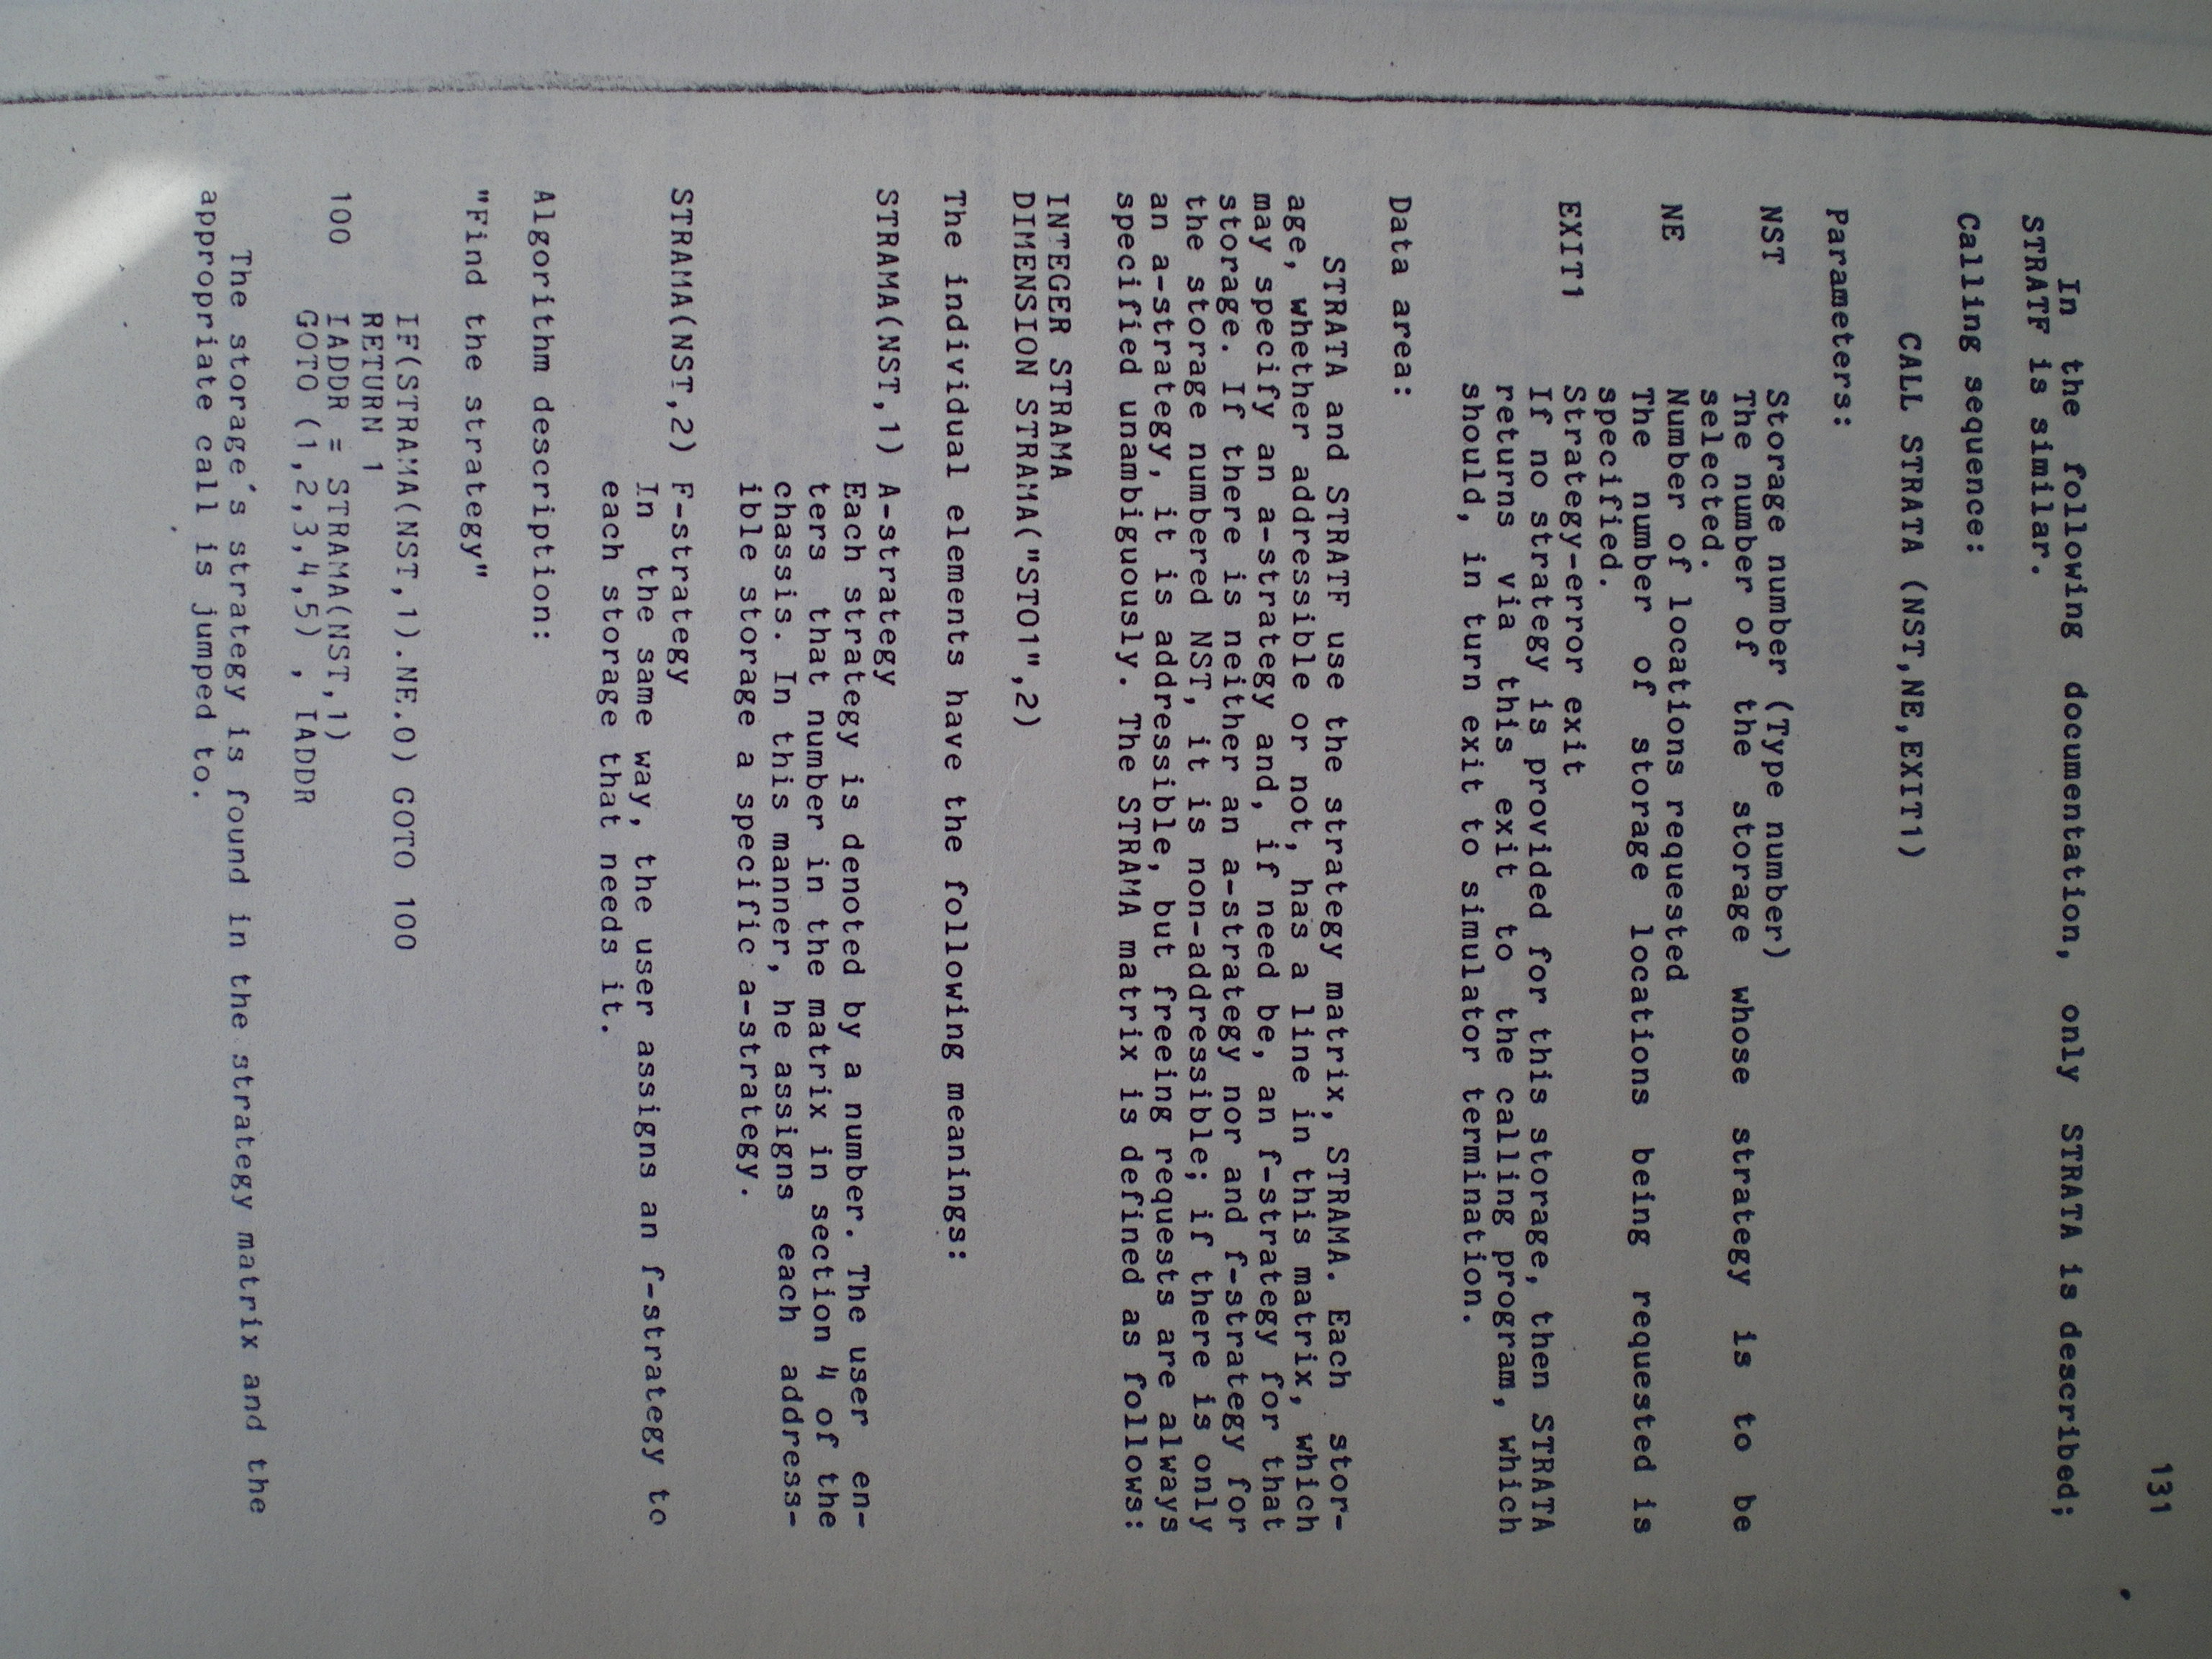 131
In the following documentation, only STRATA is described;
STRATF is similar.
Calling sequence:
CALL STRATA (NST,NE,EXIT1)
Parameters:
NST Storage number (Type number)
The number of the storage whose strategy is to be
selected.
NE Number of locations requested
The number of storage locations being requested is
specified.
EXIT1 Strategy-error exit
If no strategy is provided for this storage, then STRATA
returns via this exit to the calling program, which
should, in turn exit to simulator termination.
Data area:
STRATA and STRATF use the strategy matrix, STRAMA. Each stor-
age, whether addressible or not, has a line in this matrix, which
may specify an a-strategy and, if need be, an f-strategy for that
storage. If there is neither an a-strategy nor and f-strategy for
the storage numbered NST, it is non-addressible; if there is only
an a-strategy, it is addressible, but freeing requests are always
specified unambiguously. The STRAMA matrix is defined as follows:
INTEGER STRAMA
DIMENSION STRAMA("STO1",2)
The individual elements have the following meanings:
STRAMA(NST,1) A-strategy
Each strategy is denoted by a number. The user en-
ters that number in the matrix in section 4 of the
chassis. In this manner, he assigns each address-
ible storage a specific a-strategy.
STRAMA(NST,2) F-strategy
In the same way, the user assigns an f-strategy to
each storage that needs it.
Algorithm description:
"Find the strategy"
IF(STRAMA(NST,1).NE.0) GOTO 100
RETURN 1
100 IADDR = STRAMA(NST,1)
GOTO (1,2,3,4,5) , IADDR
The storage's strategy is found in the strategy matrix and the
appropriate call is jumped to.